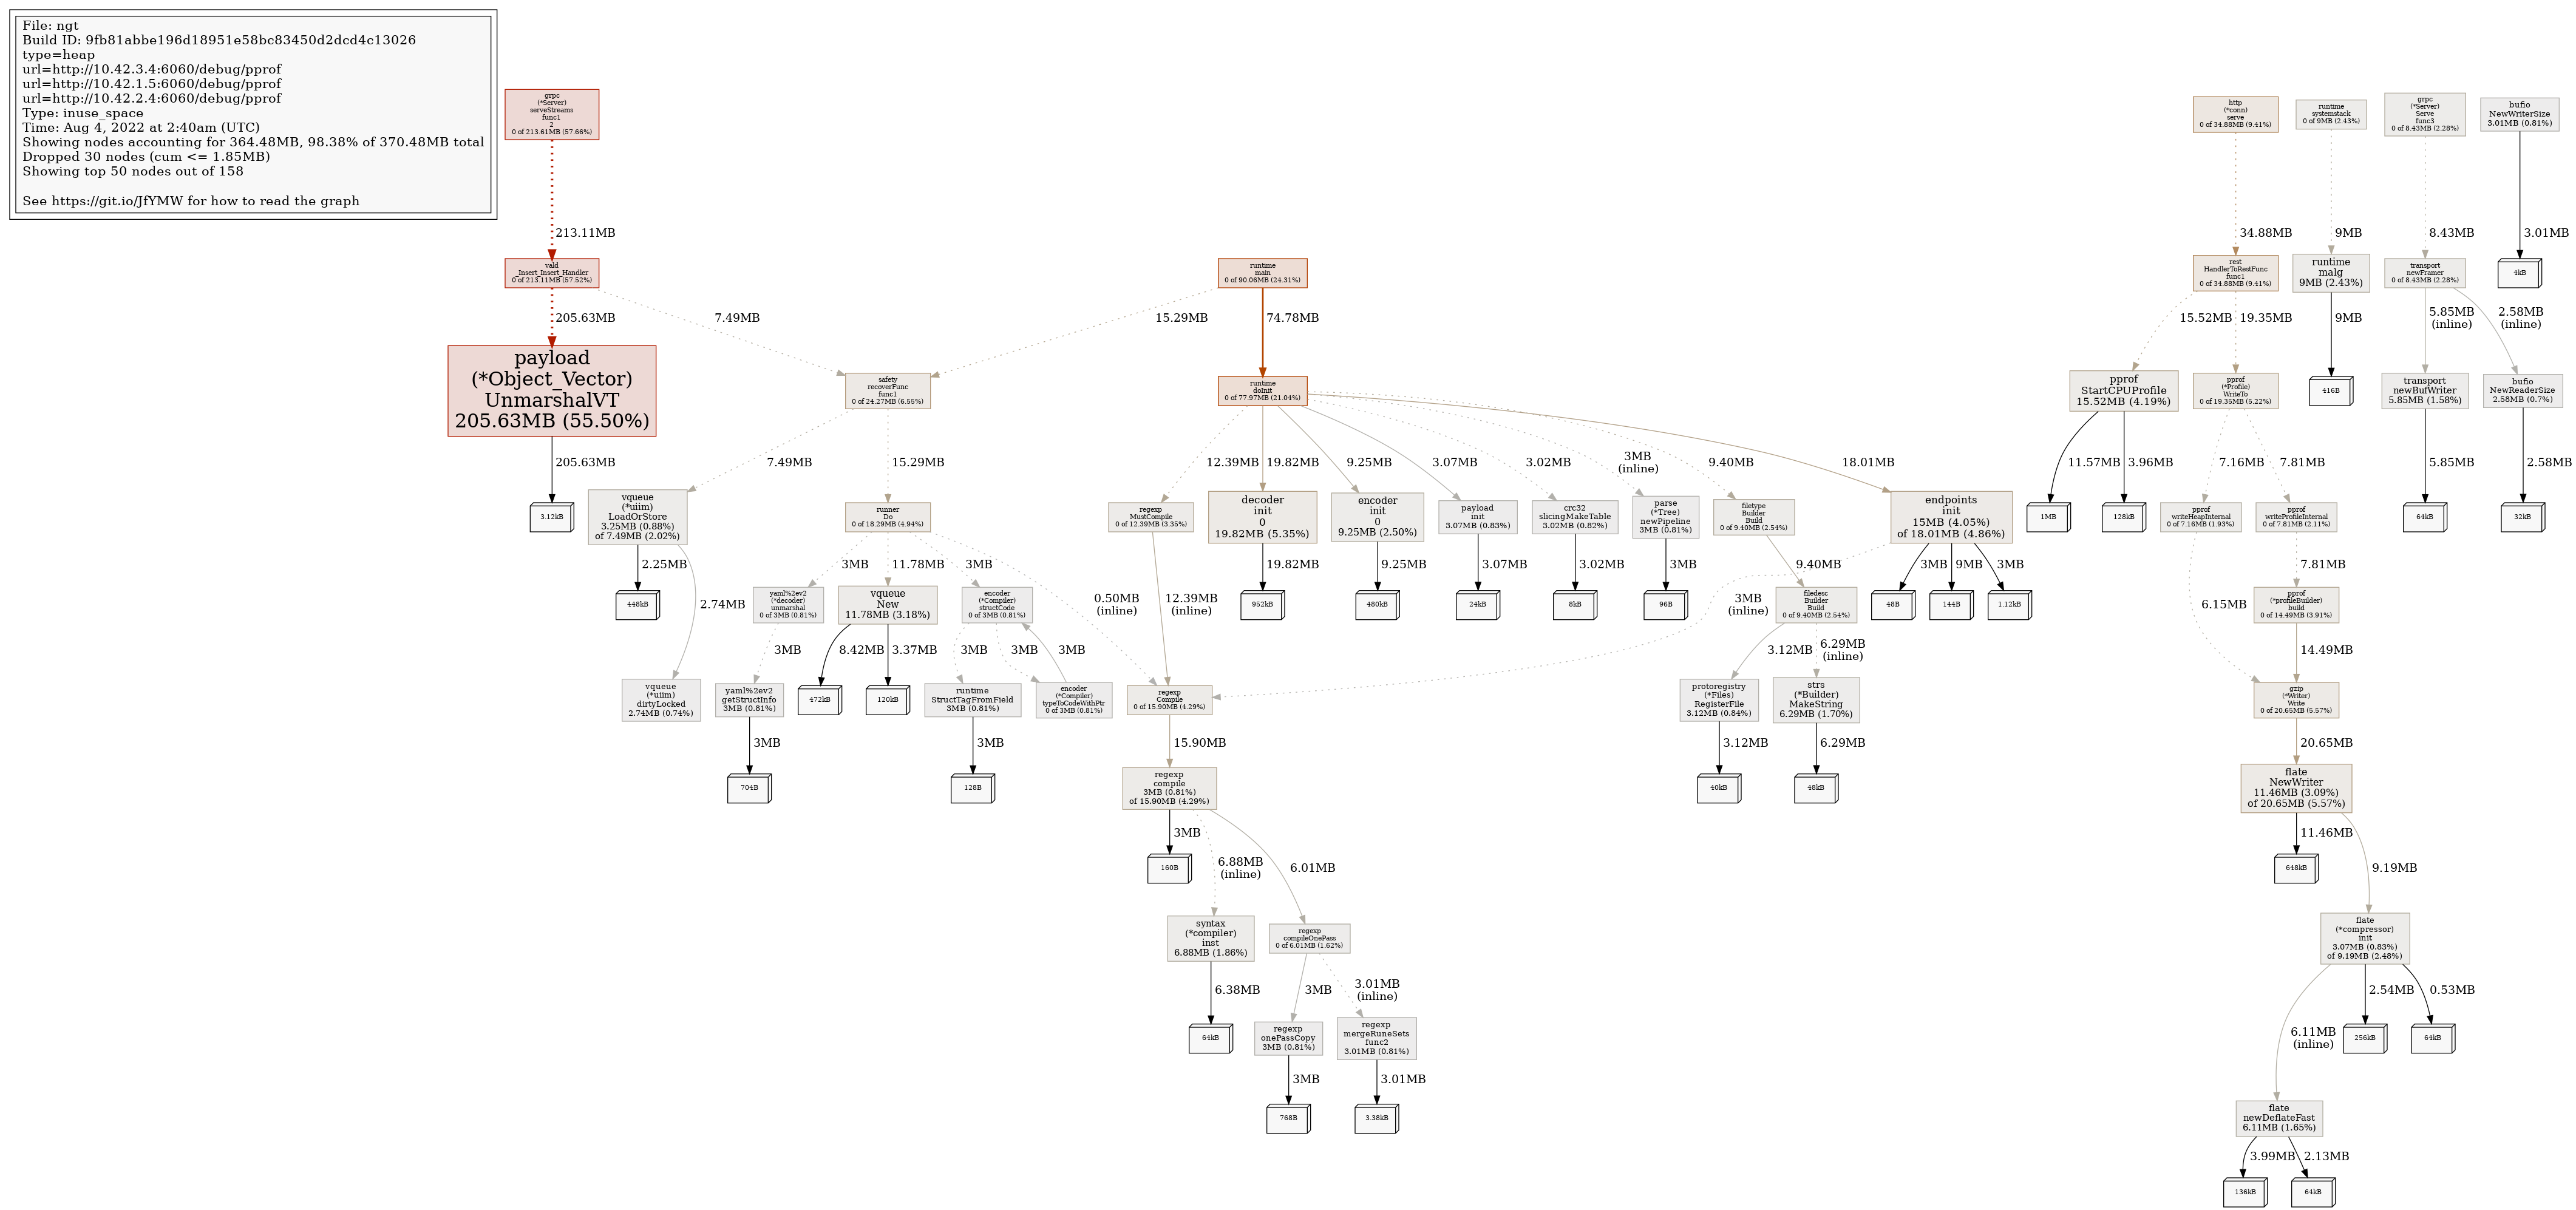 File: ngt
Build ID: 9fb81abbe196d18951e58bc83450d2dcd4c13026
type=heap
url=http://10.42.3.4:6060/debug/pprof
url=http://10.42.1.5:6060/debug/pprof
url=http://10.42.2.4:6060/debug/pprof
Type: inuse_space
Time: Aug 4, 2022 at 2:40am (UTC)
Showing nodes accounting for 364.48MB, 98.38% of 370.48MB total
Dropped 30 nodes (cum <= 1.85MB)
Showing top 50 nodes out of 158
See https://git.io/JfYMW for how to read the graph
grpc
(*Server)
serveStreams
func1
2
0 of 213.61MB (57.66%)
http
(*conn)
serve
0 of 34.88MB (9.41%)
runtime
systemstack
0 of 9MB (2.43%)
grpc
(*Server)
Serve
func3
0 of 8.43MB (2.28%)
bufio
NewWriterSize
3.01MB (0.81%)
213.11MB
34.88MB
9MB
8.43MB
3.01MB
vald
_Insert_Insert_Handler
0 of 213.11MB (57.52%)
runtime
main
0 of 90.06MB (24.31%)
rest
HandlerToRestFunc
func1
0 of 34.88MB (9.41%)
runtime
malg
9MB (2.43%)
transport
newFramer
0 of 8.43MB (2.28%)
4kB
205.63MB
7.49MB
15.29MB
74.78MB
15.52MB
19.35MB
9MB
5.85MB
(inline)
2.58MB
(inline)
payload
(*Object_Vector)
UnmarshalVT
205.63MB (55.50%)
safety
recoverFunc
func1
0 of 24.27MB (6.55%)
runtime
doInit
0 of 77.97MB (21.04%)
pprof
StartCPUProfile
15.52MB (4.19%)
pprof
(*Profile)
WriteTo
0 of 19.35MB (5.22%)
416B
transport
newBufWriter
5.85MB (1.58%)
bufio
NewReaderSize
2.58MB (0.7%)
205.63MB
7.49MB
15.29MB
12.39MB
19.82MB
9.25MB
3.07MB
3.02MB
3MB
(inline)
9.40MB
18.01MB
11.57MB
3.96MB
7.16MB
7.81MB
5.85MB
2.58MB
3.12kB
vqueue
(*uiim)
LoadOrStore
3.25MB (0.88%)
of 7.49MB (2.02%)
runner
Do
0 of 18.29MB (4.94%)
regexp
MustCompile
0 of 12.39MB (3.35%)
decoder
init
0
19.82MB (5.35%)
encoder
init
0
9.25MB (2.50%)
payload
init
3.07MB (0.83%)
crc32
slicingMakeTable
3.02MB (0.82%)
parse
(*Tree)
newPipeline
3MB (0.81%)
filetype
Builder
Build
0 of 9.40MB (2.54%)
endpoints
init
15MB (4.05%)
of 18.01MB (4.86%)
1MB
128kB
pprof
writeHeapInternal
0 of 7.16MB (1.93%)
pprof
writeProfileInternal
0 of 7.81MB (2.11%)
64kB
32kB
2.25MB
2.74MB
3MB
11.78MB
3MB
0.50MB
(inline)
12.39MB
(inline)
19.82MB
9.25MB
3.07MB
3.02MB
3MB
3MB
(inline)
9.40MB
3MB
9MB
3MB
6.15MB
7.81MB
448kB
yaml%2ev2
(*decoder)
unmarshal
0 of 3MB (0.81%)
vqueue
New
11.78MB (3.18%)
encoder
(*Compiler)
structCode
0 of 3MB (0.81%)
952kB
480kB
24kB
8kB
96B
filedesc
Builder
Build
0 of 9.40MB (2.54%)
48B
144B
1.12kB
pprof
(*profileBuilder)
build
0 of 14.49MB (3.91%)
3MB
8.42MB
3.37MB
3MB
3MB
3MB
3.12MB
6.29MB
(inline)
14.49MB
vqueue
(*uiim)
dirtyLocked
2.74MB (0.74%)
yaml%2ev2
getStructInfo
3MB (0.81%)
472kB
120kB
runtime
StructTagFromField
3MB (0.81%)
encoder
(*Compiler)
typeToCodeWithPtr
0 of 3MB (0.81%)
regexp
Compile
0 of 15.90MB (4.29%)
protoregistry
(*Files)
RegisterFile
3.12MB (0.84%)
strs
(*Builder)
MakeString
6.29MB (1.70%)
gzip
(*Writer)
Write
0 of 20.65MB (5.57%)
3MB
3MB
15.90MB
3.12MB
6.29MB
20.65MB
704B
128B
regexp
compile
3MB (0.81%)
of 15.90MB (4.29%)
40kB
48kB
flate
NewWriter
11.46MB (3.09%)
of 20.65MB (5.57%)
3MB
6.88MB
(inline)
6.01MB
11.46MB
9.19MB
160B
648kB
syntax
(*compiler)
inst
6.88MB (1.86%)
regexp
compileOnePass
0 of 6.01MB (1.62%)
flate
(*compressor)
init
3.07MB (0.83%)
of 9.19MB (2.48%)
6.38MB
3MB
3.01MB
(inline)
6.11MB
(inline)
2.54MB
0.53MB
64kB
regexp
onePassCopy
3MB (0.81%)
regexp
mergeRuneSets
func2
3.01MB (0.81%)
256kB
64kB
3MB
3.01MB
768B
3.38kB
flate
newDeflateFast
6.11MB (1.65%)
3.99MB
2.13MB
136kB
64kB